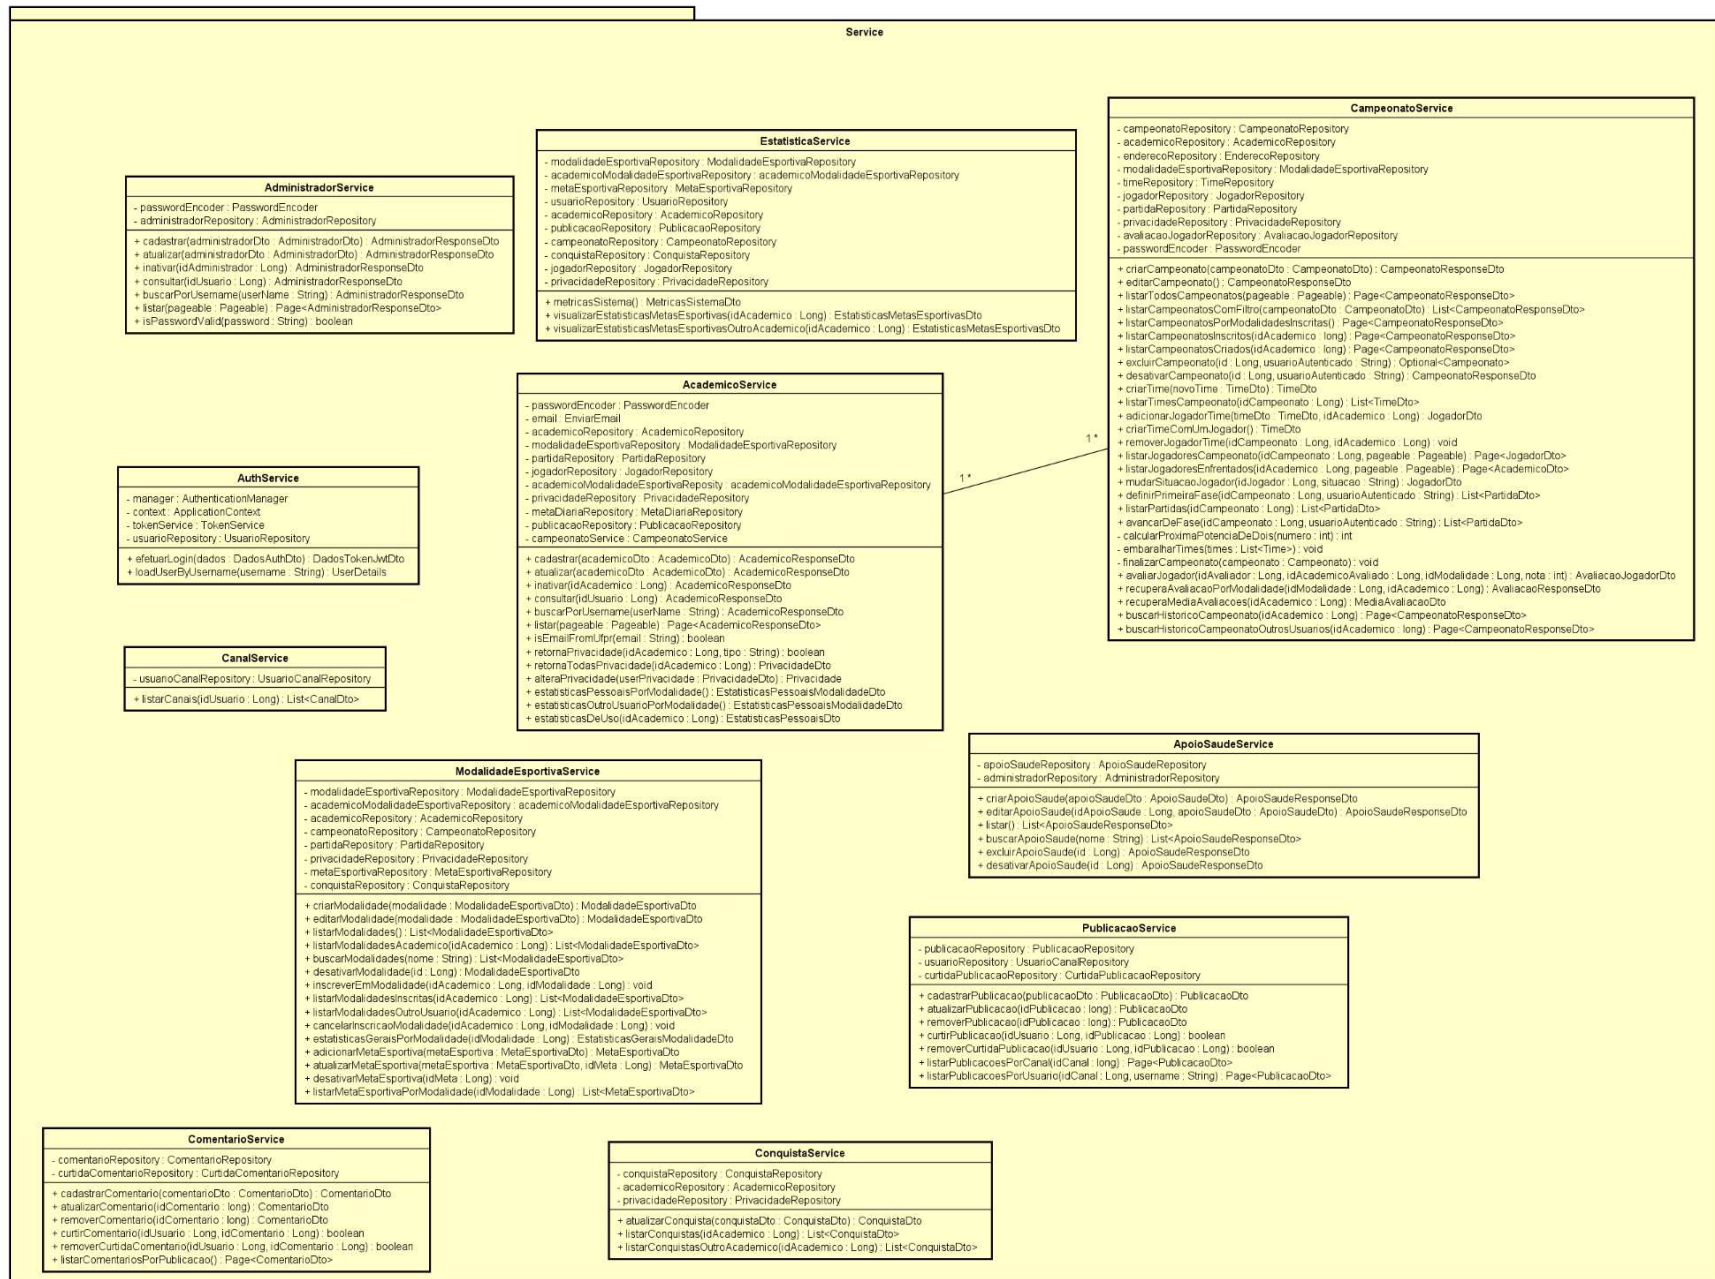 Service
AdministradorService
- passwordEncoder : PasswordEncoder
- administradorRepository : AdministradorRepository
+ cadastrar(administradorDto : AdministradorDto) : AdministradorResponseDto
+ atualizar(administradorDto : AdministradorDto) : AdministradorResponseDto
+ inativar(idAdministrador : Long) : AdministradorResponseDto
+ consultar(idUsuario : Long) : AdministradorResponseDto
+ buscarPorUsername(userName : String) : AdministradorResponseDto
+ listar(pageable : Pageable) : Page<AdministradorResponseDto>
+ isPasswordValid(password : String) : boolean
EstatisticaService
- modalidadeEsportivaRepository : ModalidadeEsportivaRepository
- academicoModalidadeEsportivaRepository : academicoModalidadeEsportivaRepository
- metaEsportivaRepository : MetaEsportivaRepository
- usuarioRepository : UsuarioRepository
- academicoRepository : AcademicoRepository
- publicacaoRepository : PublicacaoRepository
- campeonatoRepository : CampeonatoRepository
- conquistaRepository : ConquistaRepository
- jogadorRepository : JogadorRepository
- privacidadeRepository : PrivacidadeRepository
+ metricasSistema() : MetricasSistemaDto
+ visualizarEstatisticasMetasEsportivas(idAcademico : Long) : EstatisticasMetasEsportivasDto
+ visualizarEstatisticasMetasEsportivasOutroAcademico(idAcademico : Long) : EstatisticasMetasEsportivasDto
CampeonatoService
- campeonatoRepository : CampeonatoRepository
- academicoRepository : AcademicoRepository
- enderecoRepository : EnderecoRepository
- modalidadeEsportivaRepository : ModalidadeEsportivaRepository
- timeRepository : TimeRepository
- jogadorRepository : JogadorRepository
- partidaRepository : PartidaRepository
- privacidadeRepository : PrivacidadeRepository
- avaliacaoJogadorRepository : AvaliacaoJogadorRepository
- passwordEncoder : PasswordEncoder
+ criarCampeonato(campeonatoDto : CampeonatoDto) : CampeonatoResponseDto
+ editarCampeonato() : CampeonatoResponseDto
+ listarTodosCampeonatos(pageable : Pageable) : Page<CampeonatoResponseDto>
+ listarCampeonatosComFiltro(campeonatoDto : CampeonatoDto) : List<CampeonatoResponseDto>
+ listarCampeonatosPorModalidadesInscritas() : Page<CampeonatoResponseDto>
+ listarCampeonatosInscritos(idAcademico : long) : Page<CampeonatoResponseDto>
+ listarCampeonatosCriados(idAcademico : long) : Page<CampeonatoResponseDto>
+ excluirCampeonato(id : Long, usuarioAutenticado : String) : Optional<Campeonato>
+ desativarCampeonato(id : Long, usuarioAutenticado : String) : CampeonatoResponseDto
+ criarTime(novoTime : TimeDto) : TimeDto
+ listarTimesCampeonato(idCampeonato : Long) : List<TimeDto>
+ adicionarJogadorTime(timeDto : TimeDto, idAcademico : Long) : JogadorDto
+ criarTimeComUmJogador() : TimeDto
+ removerJogadorTime(idCampeonato : Long, idAcademico : Long) : void
+ listarJogadoresCampeonato(idCampeonato : Long, pageable : Pageable) : Page<JogadorDto>
+ listarJogadoresEnfrentados(idAcademico : Long, pageable : Pageable) : Page<AcademicoDto>
+ mudarSituacaoJogador(idJogador : Long, situacao : String) : JogadorDto
+ definirPrimeiraFase(idCampeonato : Long, usuarioAutenticado : String) : List<PartidaDto>
+ listarPartidas(idCampeonato : Long) : List<PartidaDto>
+ avancarDeFase(idCampeonato : Long, usuarioAutenticado : String) : List<PartidaDto>
- calcularProximaPotenciaDeDois(numero : int) : int
- embaralharTimes(times : List<Time>) : void
- finalizarCampeonato(campeonato : Campeonato) : void
+ avaliarJogador(idAvaliador : Long, idAcademicoAvaliado : Long, idModalidade : Long, nota : int) : AvaliacaoJogadorDto
+ recuperaAvaliacaoPorModalidade(idModalidade : Long, idAcademico : Long) : AvaliacaoResponseDto
+ recuperaMediaAvaliacoes(idAcademico : Long) : MediaAvaliacaoDto
+ buscarHistoricoCampeonato(idAcademico : Long) : Page<CampeonatoResponseDto>
+ buscarHistoricoCampeonatoOutrosUsuarios(idAcademico : long) : Page<CampeonatoResponseDto>
1 *
1 *
AcademicoService
- passwordEncoder : PasswordEncoder
- email : EnviarEmail
- academicoRepository : AcademicoRepository
- modalidadeEsportivaRepository : ModalidadeEsportivaRepository
- partidaRepository : PartidaRepository
- jogadorRepository : JogadorRepository
- academicoModalidadeEsportivaReposity : academicoModalidadeEsportivaRepository
- privacidadeRepository : PrivacidadeRepository
- metaDiariaRepository : MetaDiariaRepository
- publicacaoRepository : PublicacaoRepository
- campeonatoService : CampeonatoService
+ cadastrar(academicoDto : AcademicoDto) : AcademicoResponseDto
+ atualizar(academicoDto : AcademicoDto) : AcademicoResponseDto
+ inativar(idAcademico : Long) : AcademicoResponseDto
+ consultar(idUsuario : Long) : AcademicoResponseDto
+ buscarPorUsername(userName : String) : AcademicoResponseDto
+ listar(pageable : Pageable) : Page<AcademicoResponseDto>
+ isEmailFromUfpr(email : String) : boolean
+ retornaPrivacidade(idAcademico : Long, tipo : String) : boolean
+ retornaTodasPrivacidade(idAcademico : Long) : PrivacidadeDto
+ alteraPrivacidade(userPrivacidade : PrivacidadeDto) : Privacidade
+ estatisticasPessoaisPorModalidade() : EstatisticasPessoaisModalidadeDto
+ estatisticasOutroUsuarioPorModalidade() : EstatisticasPessoaisModalidadeDto
+ estatisticasDeUso(idAcademico : Long) : EstatisticasPessoaisDto
AuthService
- manager : AuthenticationManager
- context : ApplicationContext
- tokenService : TokenService
- usuarioRepository : UsuarioRepository
+ efetuarLogin(dados : DadosAuthDto) : DadosTokenJwtDto
+ loadUserByUsername(username : String) : UserDetails
CanalService
- usuarioCanalRepository : UsuarioCanalRepository
+ listarCanais(idUsuario : Long) : List<CanalDto>
ModalidadeEsportivaService
- modalidadeEsportivaRepository : ModalidadeEsportivaRepository
- academicoModalidadeEsportivaRepository : academicoModalidadeEsportivaRepository
- academicoRepository : AcademicoRepository
- campeonatoRepository : CampeonatoRepository
- partidaRepository : PartidaRepository
- privacidadeRepository : PrivacidadeRepository
- metaEsportivaRepository : MetaEsportivaRepository
- conquistaRepository : ConquistaRepository
+ criarModalidade(modalidade : ModalidadeEsportivaDto) : ModalidadeEsportivaDto
+ editarModalidade(modalidade : ModalidadeEsportivaDto) : ModalidadeEsportivaDto
+ listarModalidades() : List<ModalidadeEsportivaDto>
+ listarModalidadesAcademico(idAcademico : Long) : List<ModalidadeEsportivaDto>
+ buscarModalidades(nome : String) : List<ModalidadeEsportivaDto>
+ desativarModalidade(id : Long) : ModalidadeEsportivaDto
+ inscreverEmModalidade(idAcademico : Long, idModalidade : Long) : void
+ listarModalidadesInscritas(idAcademico : Long) : List<ModalidadeEsportivaDto>
+ listarModalidadesOutroUsuario(idAcademico : Long) : List<ModalidadeEsportivaDto>
+ cancelarInscricaoModalidade(idAcademico : Long, idModalidade : Long) : void
+ estatisticasGeraisPorModalidade(idModalidade : Long) : EstatisticasGeraisModalidadeDto
+ adicionarMetaEsportiva(metaEsportiva : MetaEsportivaDto) : MetaEsportivaDto
+ atualizarMetaEsportiva(metaEsportiva : MetaEsportivaDto, idMeta : Long) : MetaEsportivaDto
+ desativarMetaEsportiva(idMeta : Long) : void
+ listarMetaEsportivaPorModalidade(idModalidade : Long) : List<MetaEsportivaDto>
ApoioSaudeService
- apoioSaudeRepository : ApoioSaudeRepository
- administradorRepository : AdministradorRepository
+ criarApoioSaude(apoioSaudeDto : ApoioSaudeDto) : ApoioSaudeResponseDto
+ editarApoioSaude(idApoioSaude : Long, apoioSaudeDto : ApoioSaudeDto) : ApoioSaudeResponseDto
+ listar() : List<ApoioSaudeResponseDto>
+ buscarApoioSaude(nome : String) : List<ApoioSaudeResponseDto>
+ excluirApoioSaude(id : Long) : ApoioSaudeResponseDto
+ desativarApoioSaude(id : Long) : ApoioSaudeResponseDto
PublicacaoService
- publicacaoRepository : PublicacaoRepository
- usuarioRepository : UsuarioCanalRepository
- curtidaPublicacaoRepository : CurtidaPublicacaoRepository
+ cadastrarPublicacao(publicacaoDto : PublicacaoDto) : PublicacaoDto
+ atualizarPublicacao(idPublicacao : long) : PublicacaoDto
+ removerPublicacao(idPublicacao : long) : PublicacaoDto
+ curtirPublicacao(idUsuario : Long, idPublicacao : Long) : boolean
+ removerCurtidaPublicacao(idUsuario : Long, idPublicacao : Long) : boolean
+ listarPublicacoesPorCanal(idCanal : long) : Page<PublicacaoDto>
+ listarPublicacoesPorUsuario(idCanal : Long, username : String) : Page<PublicacaoDto>
ComentarioService
- comentarioRepository : ComentarioRepository
- curtidaComentarioRepository : CurtidaComentarioRepository
+ cadastrarComentario(comentarioDto : ComentarioDto) : ComentarioDto
+ atualizarComentario(idComentario : long) : ComentarioDto
+ removerComentario(idComentario : long) : ComentarioDto
+ curtirComentario(idUsuario : Long, idComentario : Long) : boolean
+ removerCurtidaComentario(idUsuario : Long, idComentario : Long) : boolean
+ listarComentariosPorPublicacao() : Page<ComentarioDto>
ConquistaService
- conquistaRepository : ConquistaRepository
- academicoRepository : AcademicoRepository
- privacidadeRepository : PrivacidadeRepository
+ atualizarConquista(conquistaDto : ConquistaDto) : ConquistaDto
+ listarConquistas(idAcademico : Long) : List<ConquistaDto>
+ listarConquistasOutroAcademico(idAcademico : Long) : List<ConquistaDto>